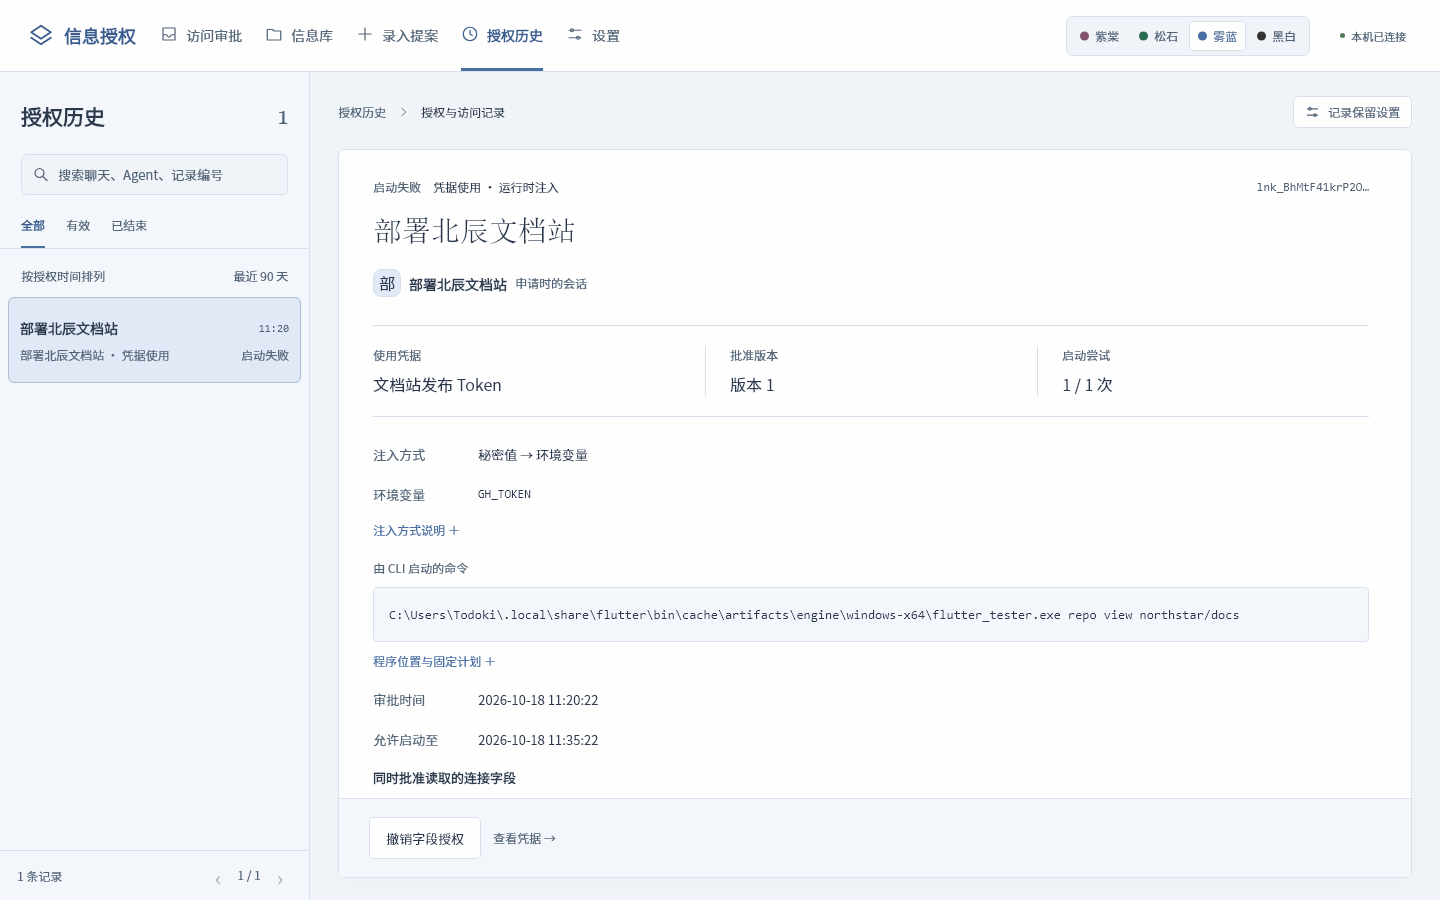 信息授权
访问审批
信息库
录入提案
授权历史
设置
紫棠
松石
雾蓝
黑白
本机已连接
授权历史
1
搜索聊天、Agent、记录编号
全部
有效
已结束
按授权时间排列
最近 90 天
部署北辰文档站
11:20
部署北辰文档站 · 凭据使用
启动失败
1 条记录
1 / 1
授权历史
授权与访问记录
记录保留设置
启动失败 凭据使用 · 运行时注入
lnk_BhMtF41krP2O…
部署北辰文档站
部
部署北辰文档站
申请时的会话
使用凭据
文档站发布 Token
批准版本
版本 1
启动尝试
1 / 1 次
注入方式
秘密值 → 环境变量
环境变量
GH_TOKEN
注入方式说明 +
由 CLI 启动的命令
C:\Users\Todoki\.local\share\flutter\bin\cache\artifacts\engine\windows-x64\flutter_tester.exe repo view northstar/docs
程序位置与固定计划 +
审批时间
2026-10-18 11:20:22
允许启动至
2026-10-18 11:35:22
同时批准读取的连接字段
撤销字段授权
查看凭据 →